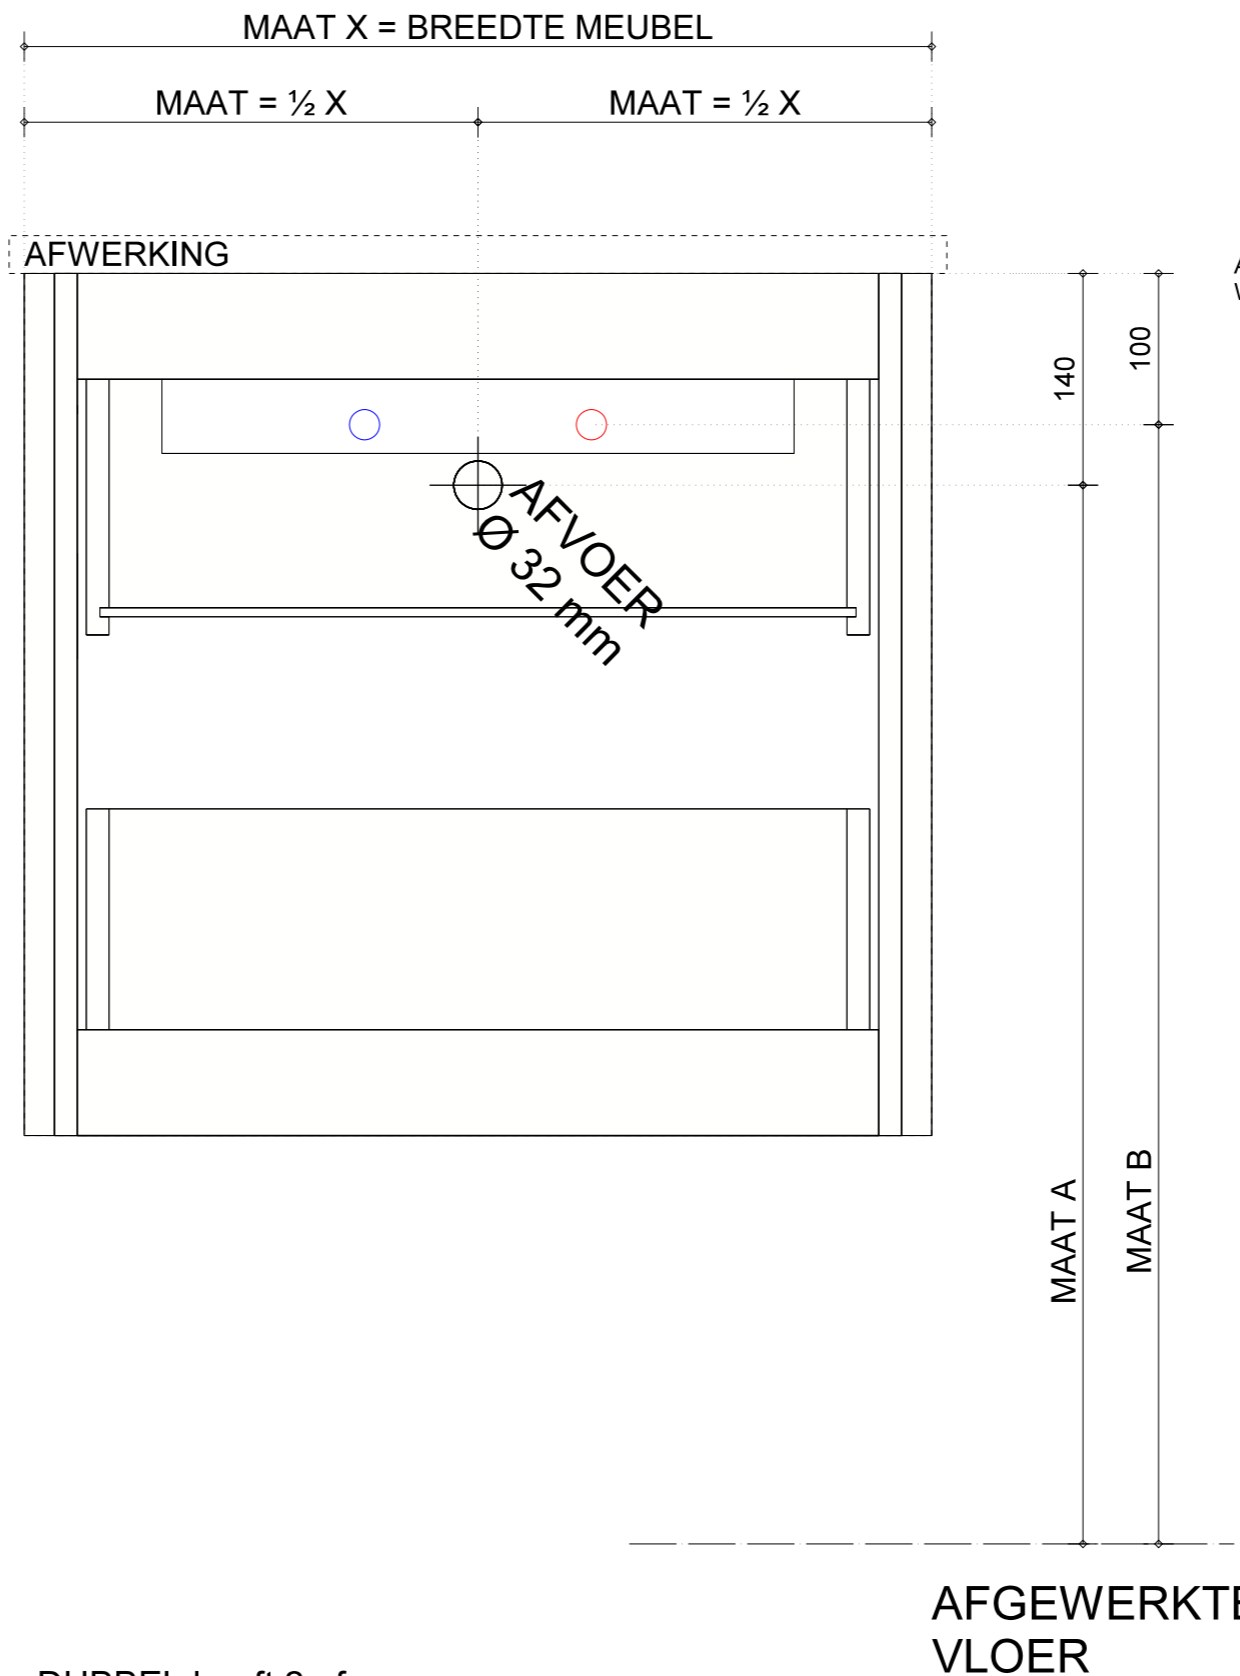 MAAT X = BREEDTE MEUBEL
MAAT = ½ X
MAAT = ½ X
AFWERKING
140
100
AFVOER
Ø 32 mm
MAAT A
MAAT B
AFGEWERKTE
VLOER